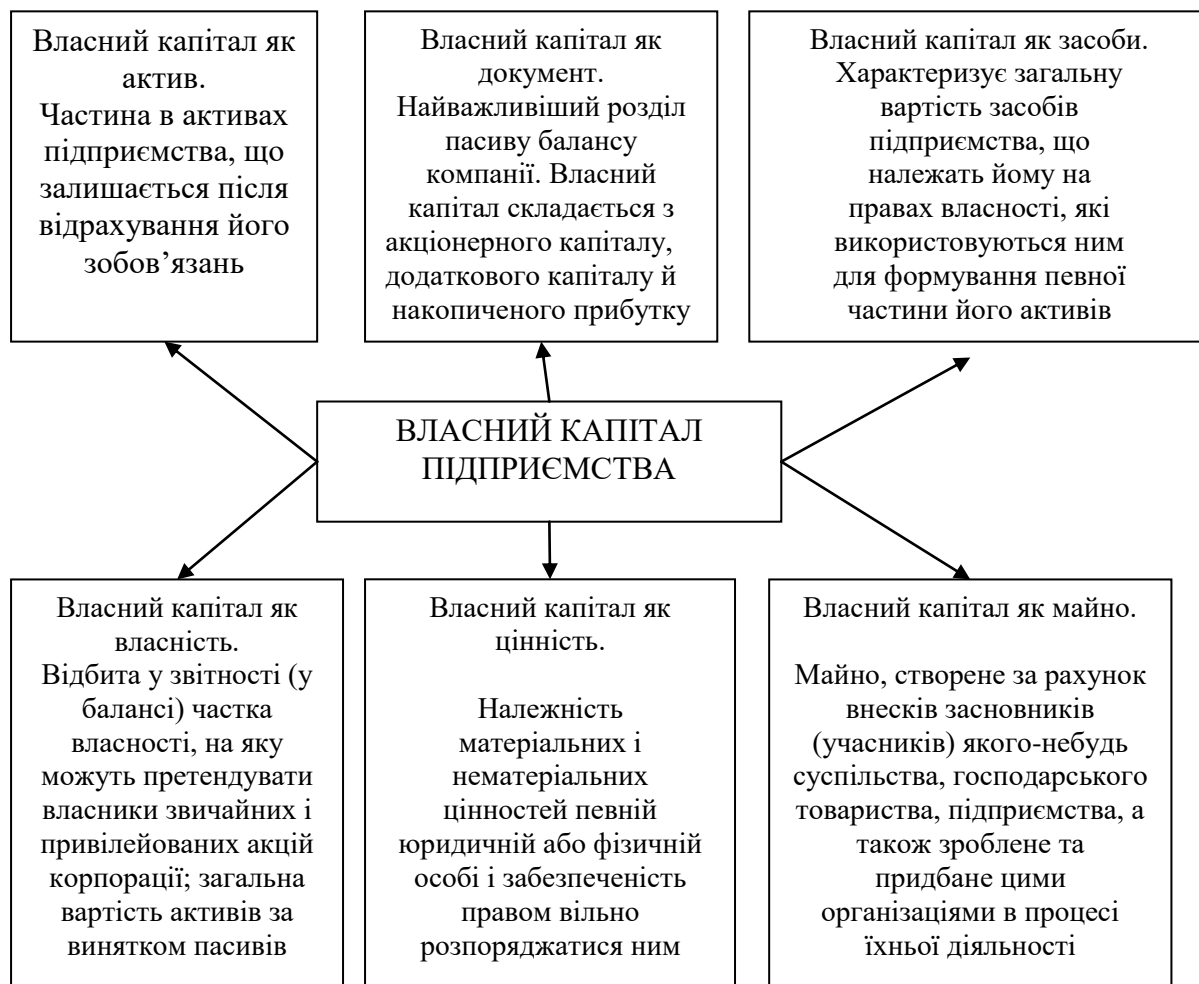 Власний капітал як
актив.
Частина в активах
підприємства, що
залишається після
відрахування його
зобов’язань
Власний капітал як
документ.
Найважливіший розділ
пасиву балансу
компанії. Власний
капітал складається з
акціонерного капіталу,
додаткового капіталу й
накопиченого прибутку
Власний капітал як засоби.
Характеризує загальну
вартість засобів
підприємства, що
належать йому на
правах власності, які
використовуються ним
для формування певної
частини його активів
ВЛАСНИЙ КАПІТАЛ
ПІДПРИЄМСТВА
Власний капітал як
власність.
Відбита у звітності (у
балансі) частка
власності, на яку
можуть претендувати
власники звичайних і
привілейованих акцій
корпорації; загальна
вартість активів за
винятком пасивів
Власний капітал як
цінність.
Належність
матеріальних і
нематеріальних
цінностей певній
юридичній або фізичній
особі і забезпеченість
правом вільно
розпоряджатися ним
Власний капітал як майно.
Майно, створене за рахунок
внесків засновників
(учасників) якого-небудь
суспільства, господарського
товариства, підприємства, а
також зроблене та
придбане цими
організаціями в процесі
їхньої діяльності